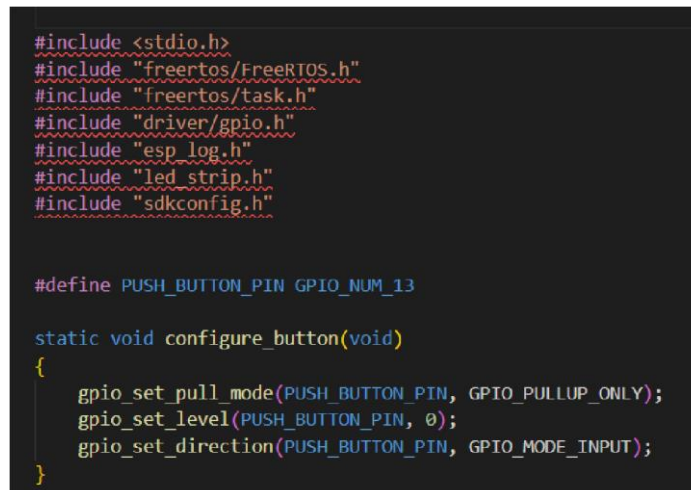 #include <stdio.h>
#include "freertos/FreeRTOS.h"
#include "freertos/task.h"
#include "driver/gpio.h"
#include "esp_log.h"
#include "led_strip.h"
#include "sdkconfig.h"
#define PUSH_BUTTON_PIN GPIO_NUM_13
static void configure_button(void)
{
    gpio_set_pull_mode(PUSH_BUTTON_PIN, GPIO_PULLUP_ONLY);
    gpio_set_level(PUSH_BUTTON_PIN, 0);
    gpio_set_direction(PUSH_BUTTON_PIN, GPIO_MODE_INPUT);
}